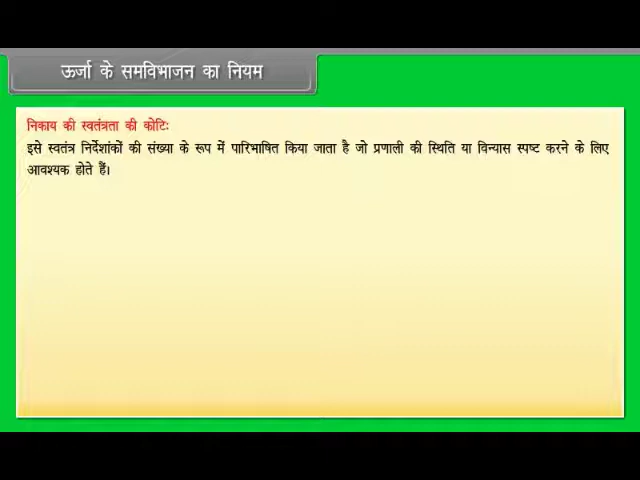 ऊर्जा के समविभाजन का नियम
निकाय की स्वतंत्रता की कोटिः
इसे स्वतंत्र निर्देशांकों की संख्या के रूप में पारिभाषित किया जाता है जो प्रणाली की स्थिति या विन्यास स्पष्ट करने के लिए
आवश्यक होते हैं।